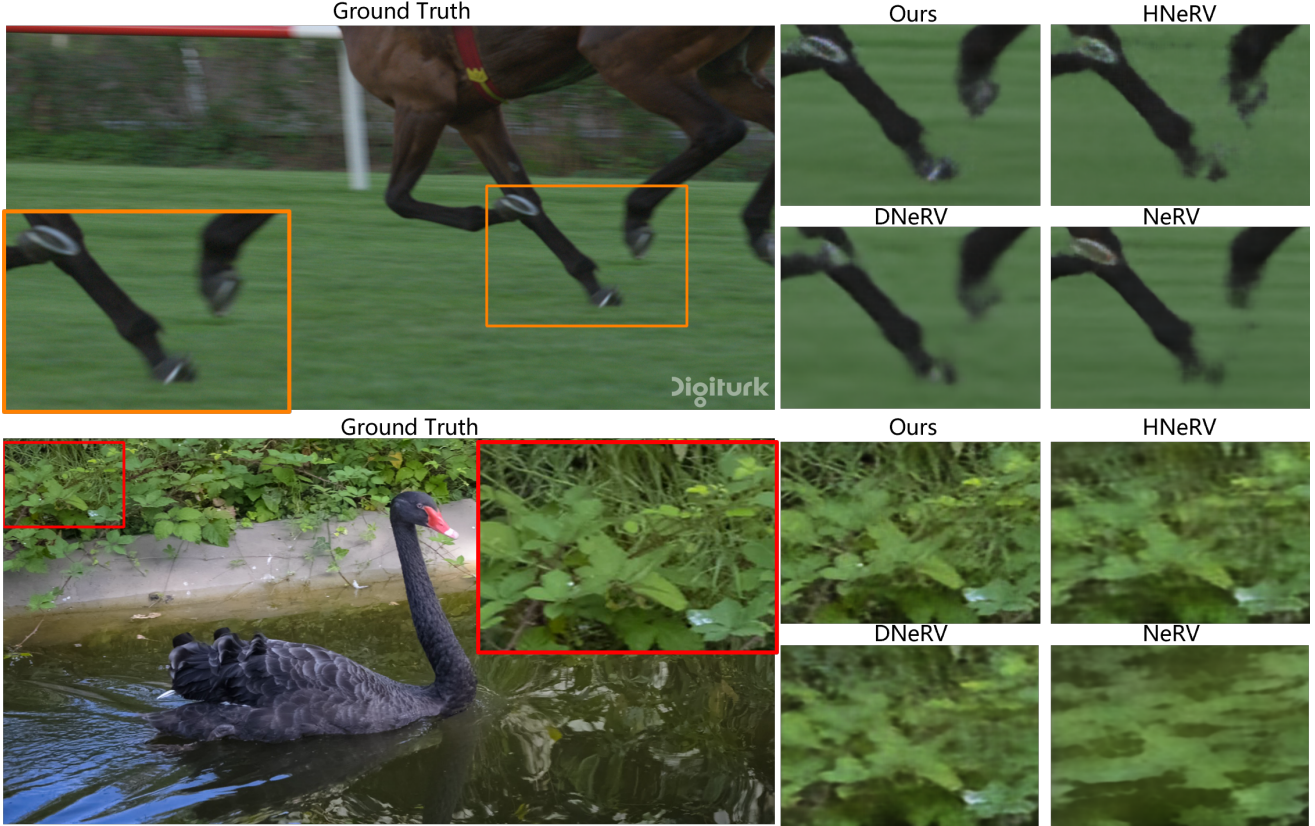 Ground Truth
Ours
HNeRV
DNeRV
NeRV
Digiturk
Ground Truth
Ours
HNeRV
DNeRV
NeRV